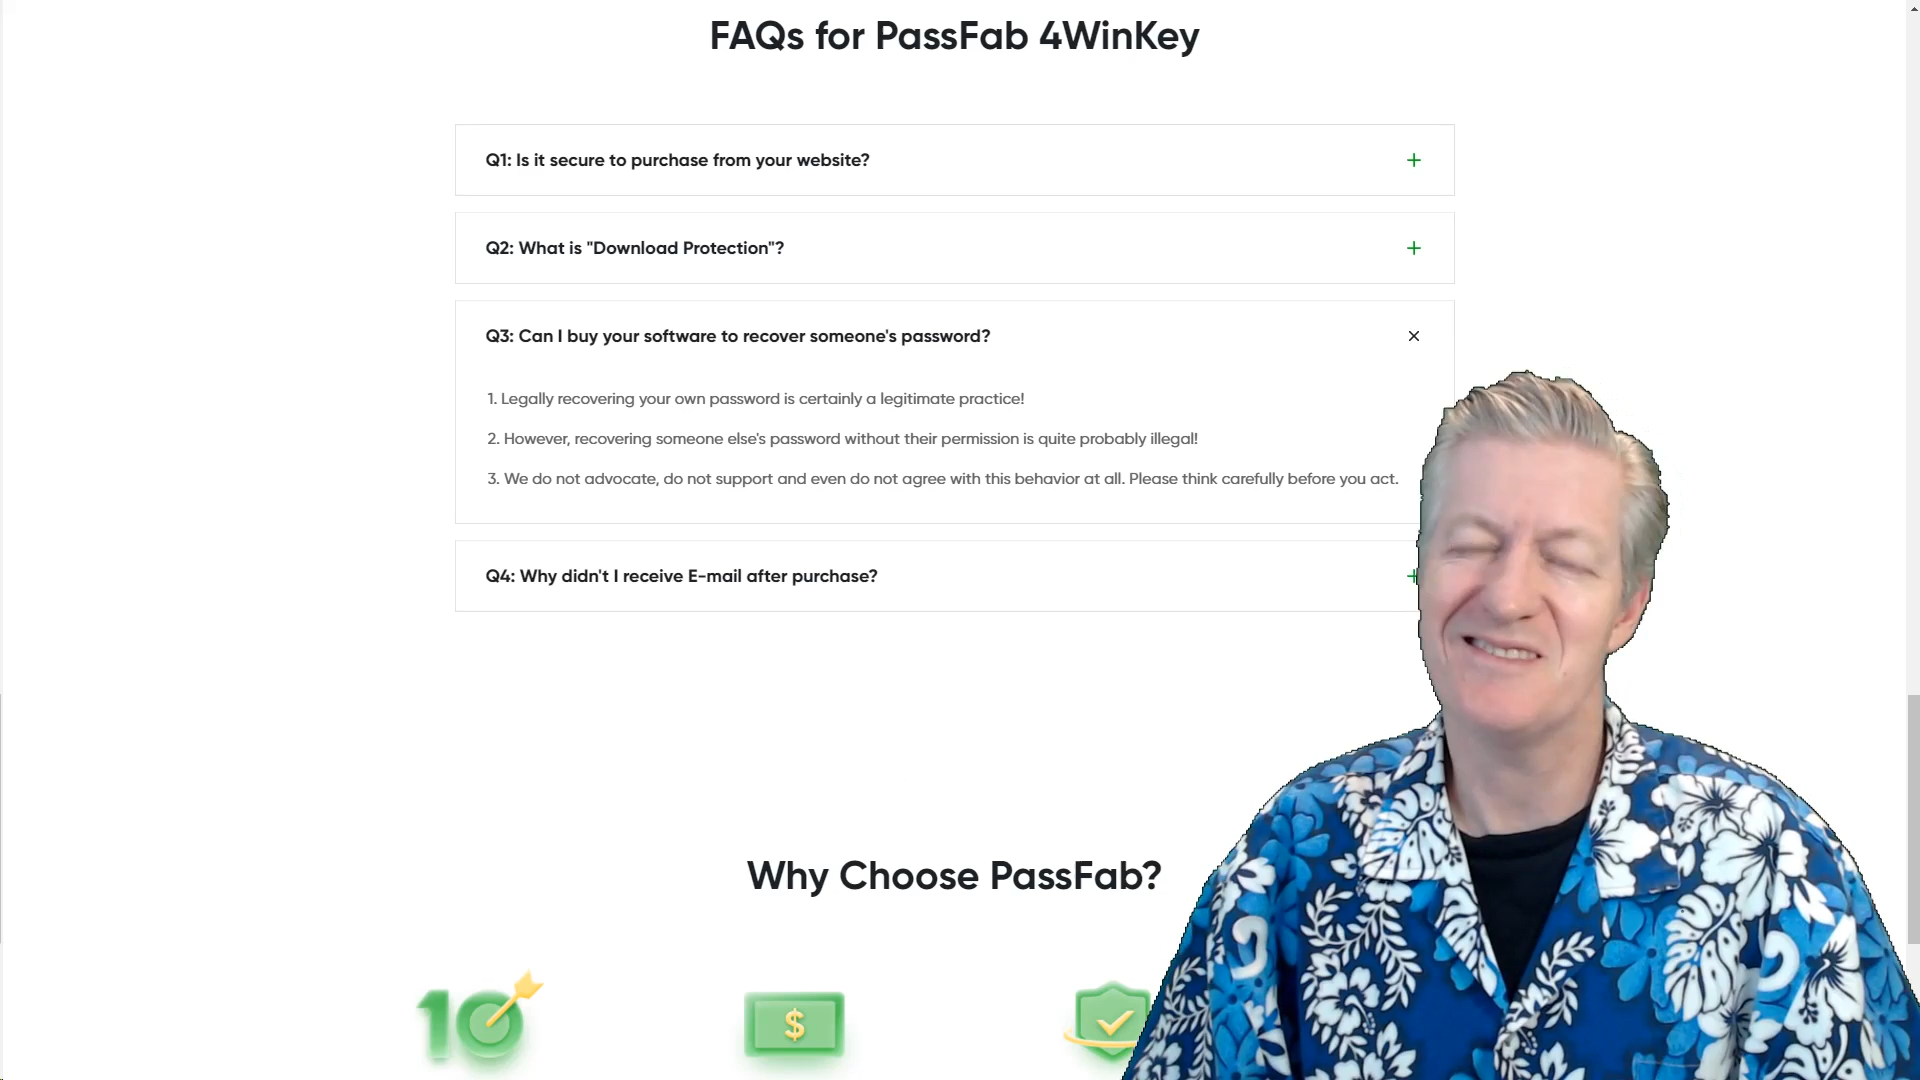 FAQs for PassFab 4WinKey
Q1: Is it secure to purchase from your website?
Q2: What is "Download Protection"?
Q3: Can I buy your software to recover someone's password?
1. Legally recovering your own password is certainly a legitimate practice!
2. However, recovering someone else's password without their permission is quite probably illegal!
3. We do not advocate, do not support and even do not agree with this behavior at all. Please think carefully before you act.
Q4: Why didn't I receive E-mail after purchase?
Why Choose PassFab?
10
$